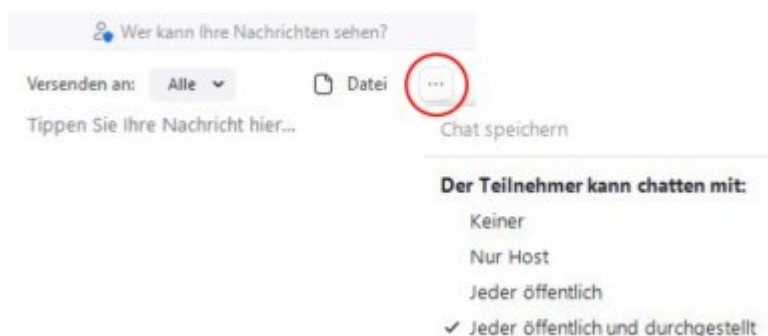 Wer kann Ihre Nachrichten sehen?
Versenden an: Alle Datei ...
Tippen Sie Ihre Nachricht hier...
Chat speichern
Der Teilnehmer kann chatten mit:
Keiner
Nur Host
Jeder öffentlich
✓ Jeder öffentlich und durchgestellt